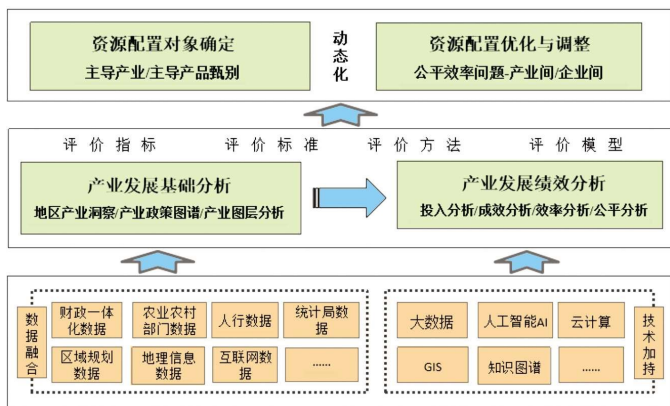 资源配置对象确定
主导产业/主导产品甄别
动态化
资源配置优化与调整
公平效率问题-产业间/企业间
评价指标 评价标准 评价方法 评价模型
产业发展基础分析
地区产业洞察/产业政策图谱/产业图层分析
产业发展绩效分析
投入分析/成效分析/效率分析/公平分析
数据融合
财政一体
化数据
农业农村
部门数据
人行数据
统计局数
据
区域规划
数据
地理信息
数据
互联网数
据
......
大数据
人工智能AI
云计算
GIS
知识图谱
......
技术加持